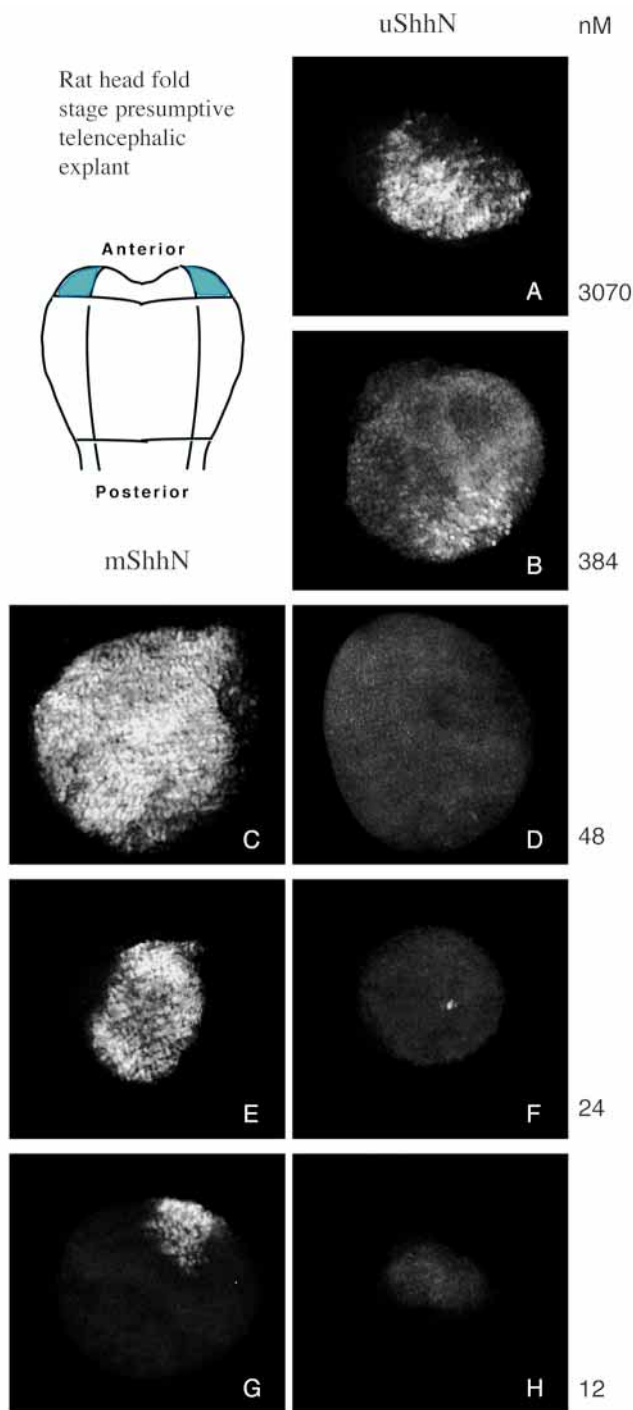 uShhN nM
Rat head fold
stage presumptive
telencephalic
explant
Anterior
A
3070
Posterior
B
384
mShhN
C D
48
E F
24
G H
12